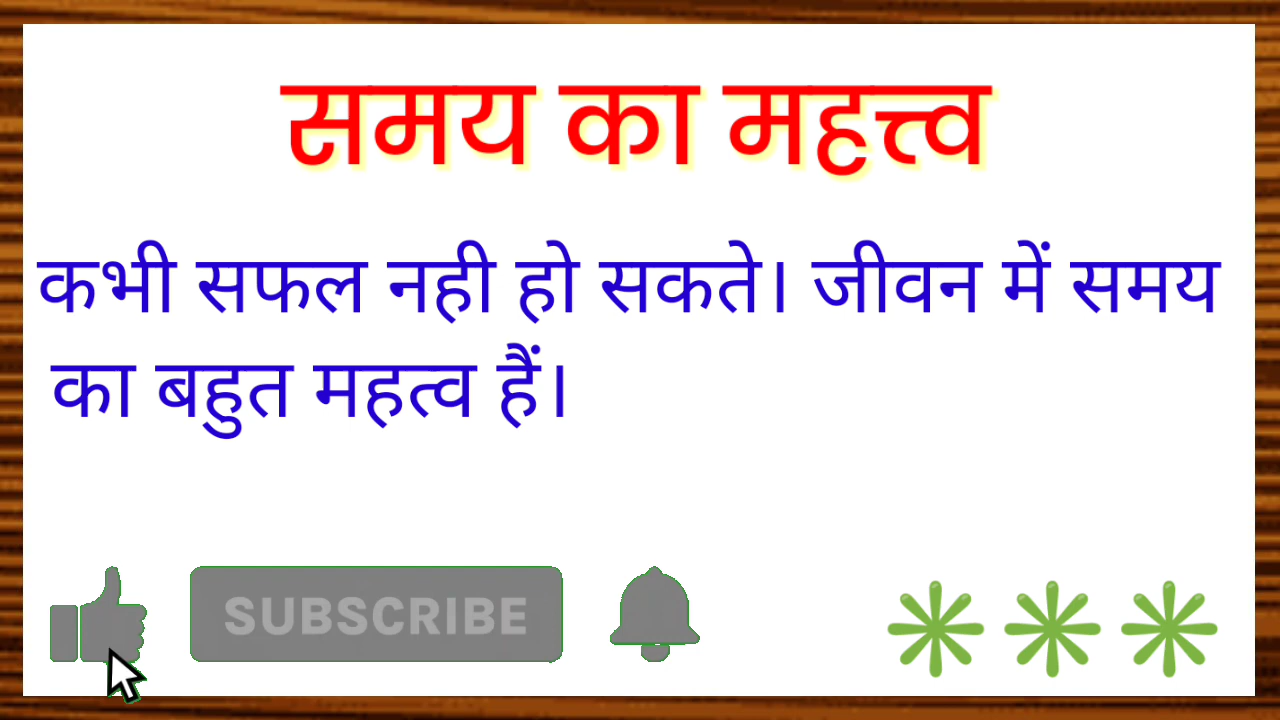 समय का महत्त्व
कभी सफल नही हो सकते। जीवन में समय
का बहुत महत्व हैं।
SUBSCRIBE